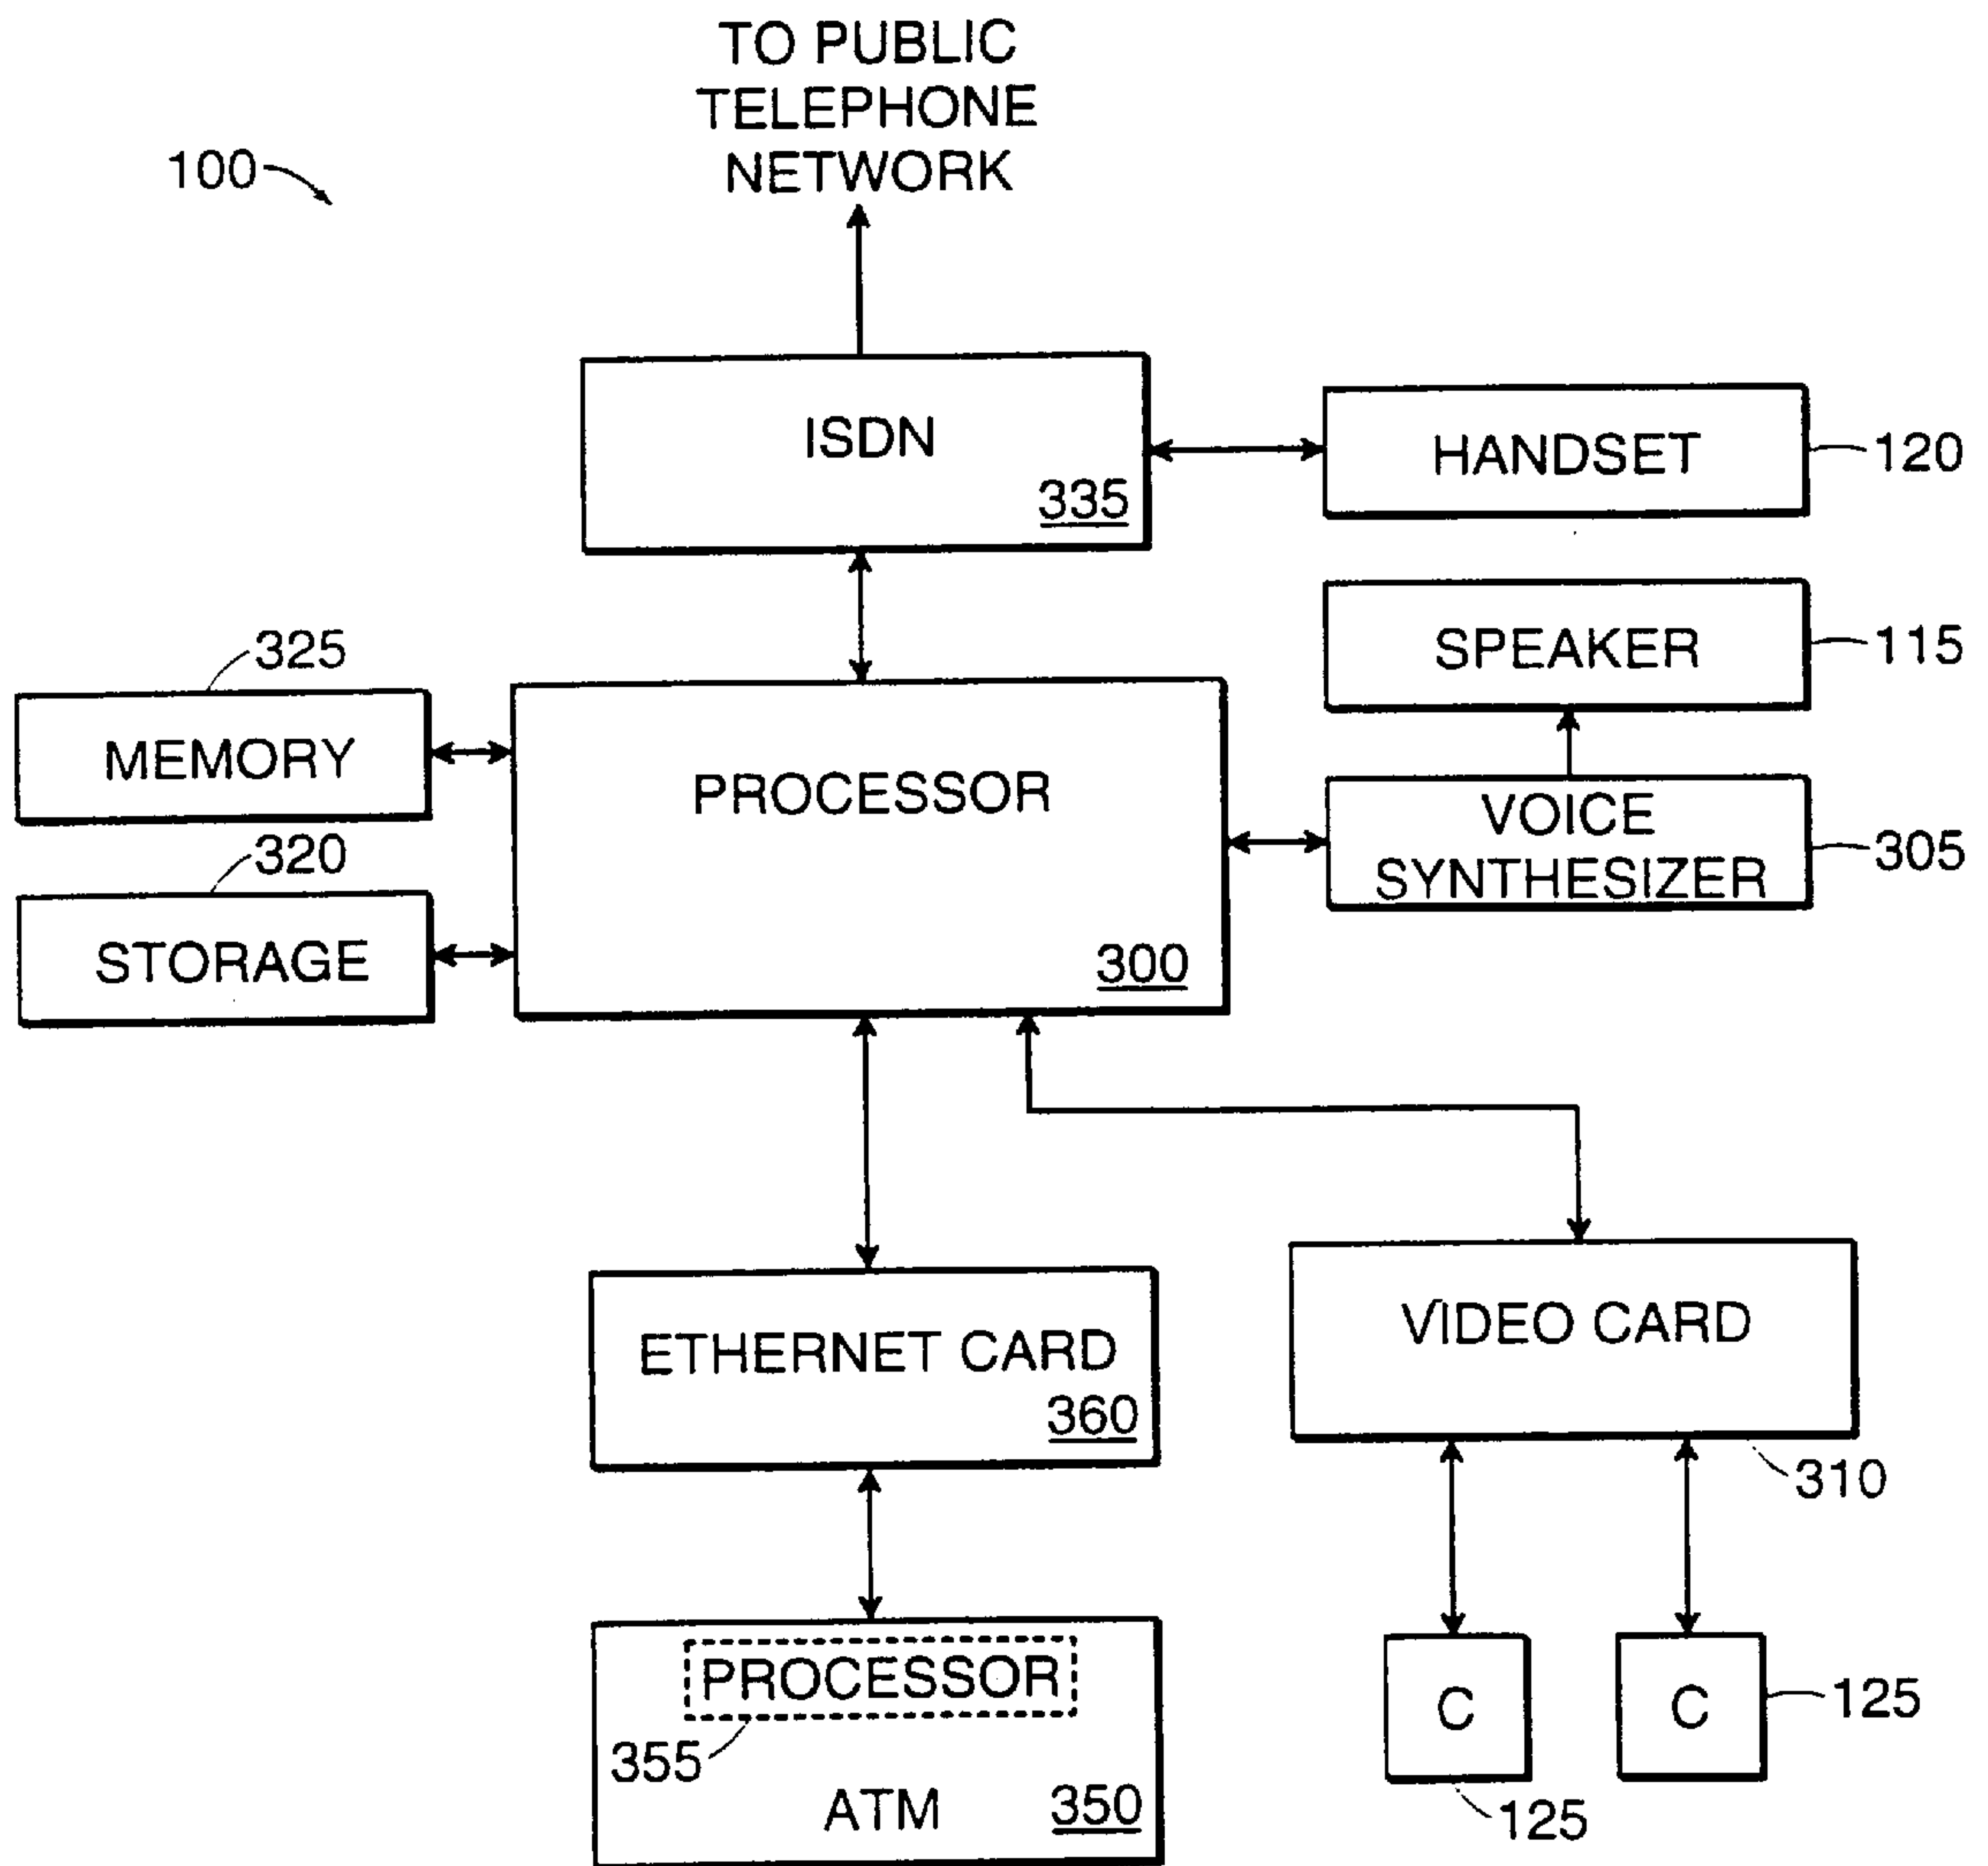 TO PUBLIC
TELEPHONE
NETWORK
100
ISDN
335
HANDSET
120
SPEAKER
115
325
MEMORY
PROCESSOR
300
VOICE
SYNTHESIZER
305
320
STORAGE
ETHERNET CARD
360
VIDEO CARD
310
PROCESSOR
355
ATM
350
C
125
C
125